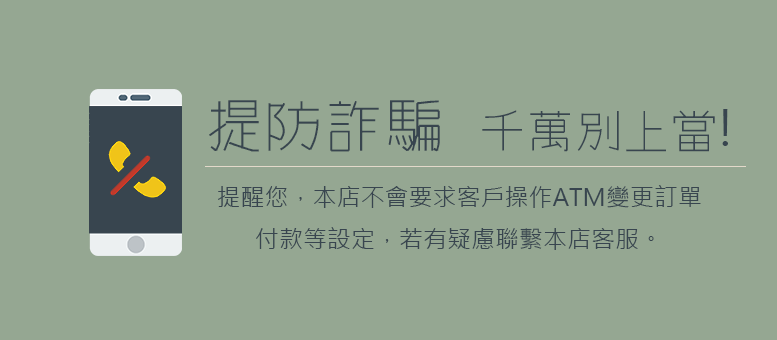 提防詐騙 千萬別上當!
提醒您，本店不會要求客戶操作ATM變更訂單
付款等設定，若有疑慮聯繫本店客服。